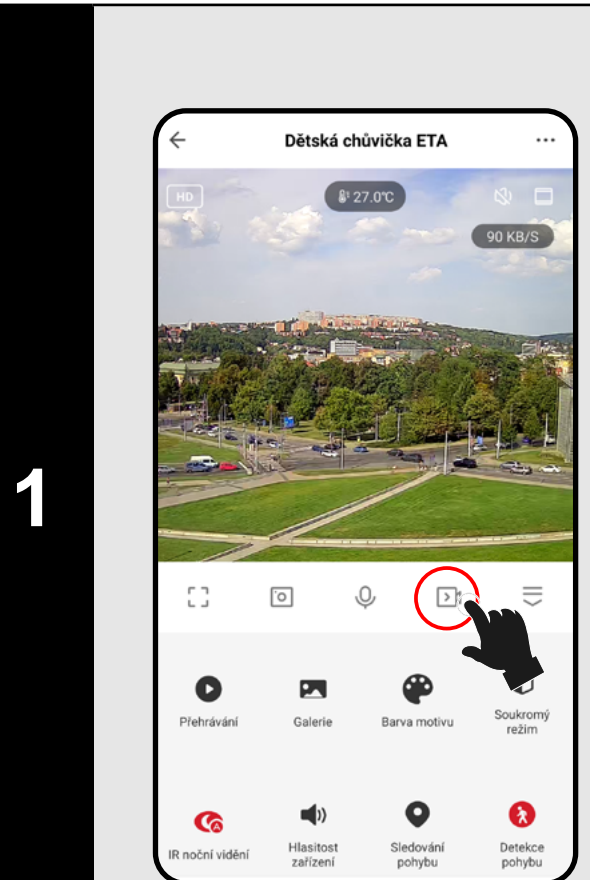 1
Dětská chůvička ETA
HD
27.0°C
90 KB/S
Přehrávání
Galerie
Barva motivu
Soukromý
režim
IR noční vidění
Hlasitost
zařízení
Sledování
pohybu
Detekce
pohybu